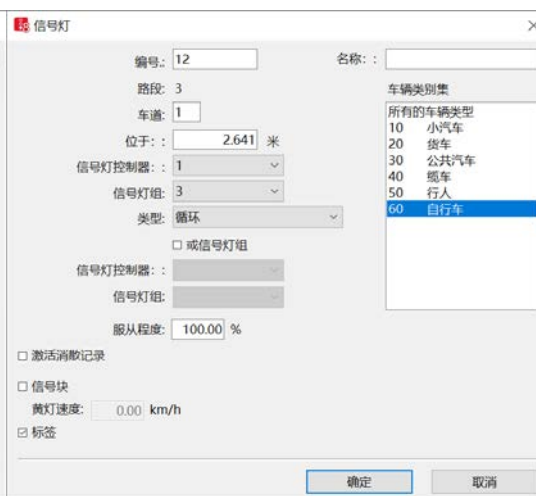 信号灯
编号.: 12
名称: :
路段: 3
车道: 1
位于: : 2.641 米
信号灯控制器: : 1
信号灯组: 3
类型: 循环
或信号灯组
信号灯控制器: :
信号灯组:
服从程度: 100.00 %
激活消散记录
信号块
黄灯速度: 0.00 km/h
标签
车辆类别集
所有的车辆类型
10 小汽车
20 货车
30 公共汽车
40 缆车
50 行人
60 自行车
确定
取消